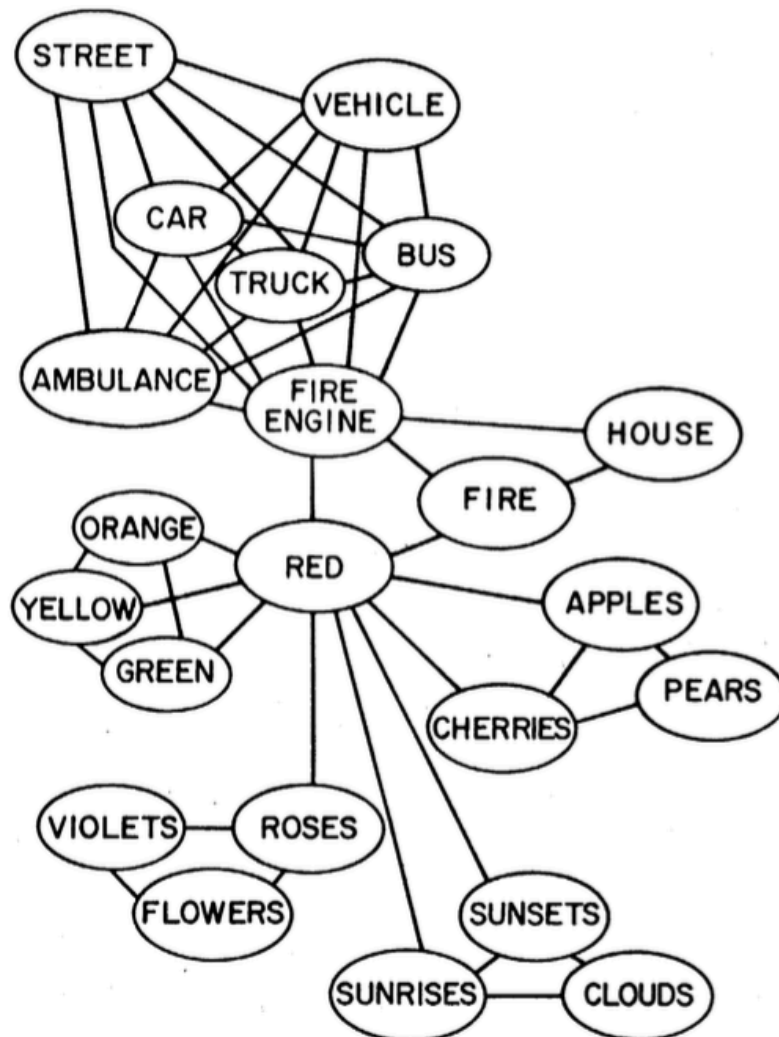 STREET
VEHICLE
CAR
BUS
TRUCK
AMBULANCE
FIRE
ENGINE
HOUSE
FIRE
ORANGE
RED
YELLOW
APPLES
GREEN
PEARS
CHERRIES
VIOLETS
ROSES
FLOWERS
SUNSETS
SUNRISES
CLOUDS